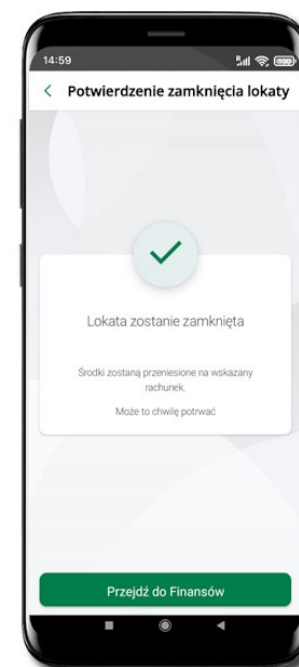 14:59
Potwierdzenie zamknięcia lokaty
Lokata zostanie zamknięta
Środki zostaną przeniesione na wskazany
rachunek.
Może to chwilę potrwać
Przejdź do Finansów